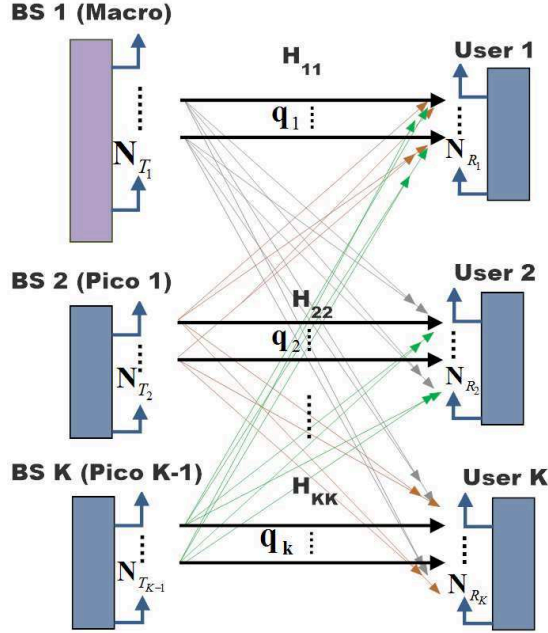 BS 1 (Macro)
User 1
H11
q1
NT1
NR1
BS 2 (Pico 1)
User 2
H22
q2
NT2
NR2
BS K (Pico K-1)
User K
HKK
qk
NTK−1
NRK